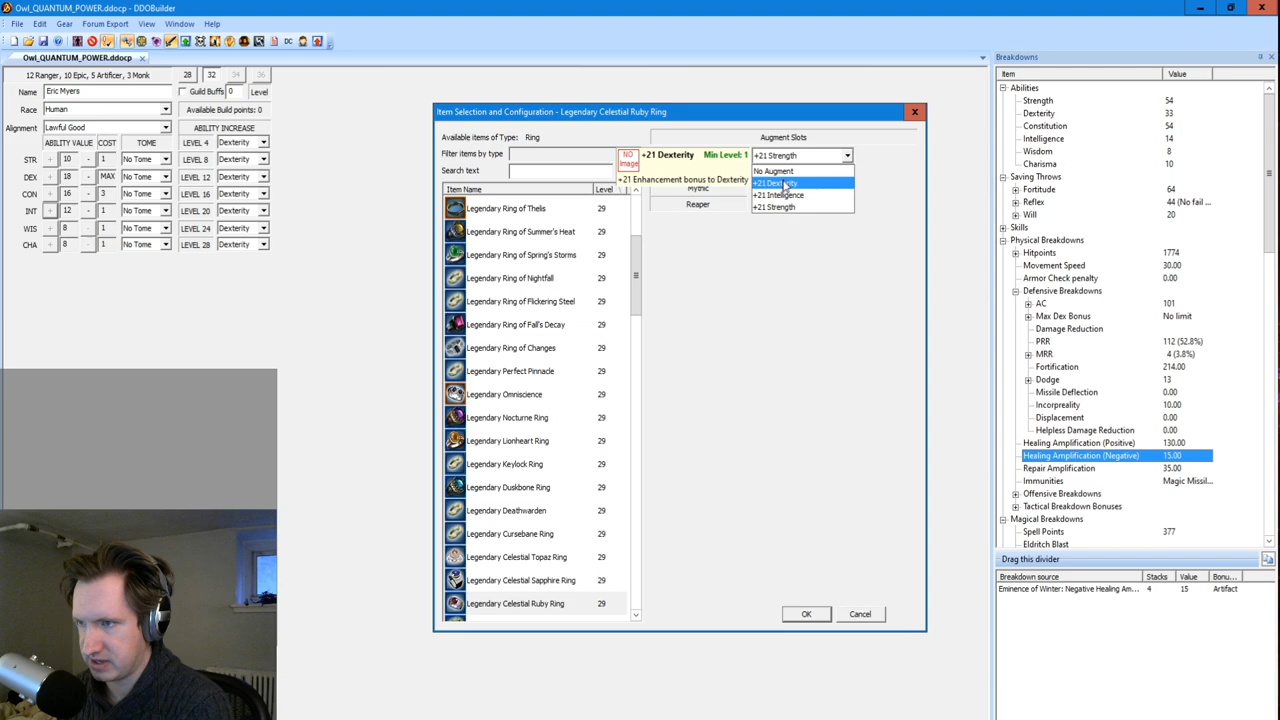 Owl_QUANTUM_POWER.ddocp - DDOBuilder
File Edit Gear Forum Export View Window Help
Owl_QUANTUM_POWER.ddocp
12 Ranger, 10 Epic, 5 Artificer, 3 Monk 28 32 34 36
Name Eric Myers Guild Buffs 0 Level
Race Human Available Build points: 0
Alignment Lawful Good ABILITY INCREASE
ABILITY VALUE COST TOME LEVEL 4 Dexterity
STR + 10 - 1 No Tome LEVEL 8 Dexterity
DEX + 18 - MAX No Tome LEVEL 12 Dexterity
CON + 16 - 3 No Tome LEVEL 16 Dexterity
INT + 12 - 1 No Tome LEVEL 20 Dexterity
WIS + 8 - 1 No Tome LEVEL 24 Dexterity
CHA + 8 - 1 No Tome LEVEL 28 Dexterity
Item Selection and Configuration - Legendary Celestial Ruby Ring
Available items of Type: Ring
Filter items by type
Search text
Item Name Level
Legendary Ring of Thelis 29
Legendary Ring of Summer's Heat 29
Legendary Ring of Spring's Storms 29
Legendary Ring of Nightfall 29
Legendary Ring of Flickering Steel 29
Legendary Ring of Fall's Decay 29
Legendary Ring of Changes 29
Legendary Perfect Pinnacle 29
Legendary Omniscience 29
Legendary Nocturne Ring 29
Legendary Lionheart Ring 29
Legendary Keylock Ring 29
Legendary Duskbone Ring 29
Legendary Deathwarden 29
Legendary Cursebane Ring 29
Legendary Celestial Topaz Ring 29
Legendary Celestial Sapphire Ring 29
Legendary Celestial Ruby Ring 29
Augment Slots
NO Image
+21 Dexterity Min Level: 1
+21 Enhancement bonus to Dexterity
+21 Strength
No Augment
+21 Dexterity
+21 Intelligence
+21 Strength
Mythic
Reaper
OK Cancel
Breakdowns
Item Value
Abilities
Strength 54
Dexterity 33
Constitution 54
Intelligence 14
Wisdom 8
Charisma 10
Saving Throws
Fortitude 64
Reflex 44 (No fail ...
Will 20
Skills
Physical Breakdowns
Hitpoints 1774
Movement Speed 30.00
Armor Check penalty 0.00
Defensive Breakdowns
AC 101
Max Dex Bonus No limit
Damage Reduction
PRR 112 (52.8%)
MRR 4 (3.8%)
Fortification 214.00
Dodge 13
Missile Deflection 0.00
Incorpreality 10.00
Displacement 0.00
Helpless Damage Reduction 0.00
Healing Amplification (Positive) 130.00
Healing Amplification (Negative) 15.00
Repair Amplification 35.00
Immunities Magic Missil...
Offensive Breakdowns
Tactical Breakdown Bonuses
Magical Breakdowns
Spell Points 377
Eldritch Blast
Drag this divider
Breakdown source Stacks Value Bonu...
Eminence of Winter: Negative Healing Am... 4 15 Artifact